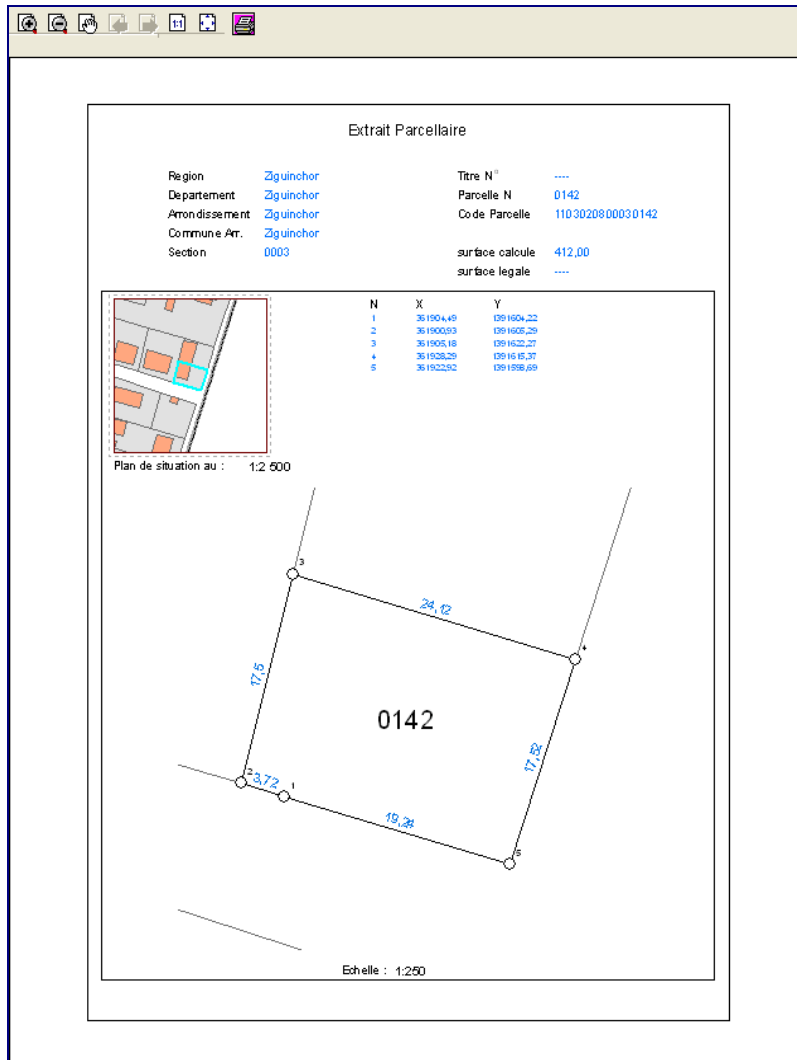 1:1
Extrait Parcellaire
Region Ziguinchor Titre N° ----
Departement Ziguinchor Parcelle N 0142
Arrondissement Ziguinchor Code Parcelle 1103020800030142
Commune Arr. Ziguinchor
Section 0003 surface calcule 412,00
surface legale ----
N X Y
1 361904,49 1391604,22
2 361900,93 1391605,29
3 361905,18 1391622,27
4 361928,29 1391615,37
5 361922,92 1391598,69
Plan de situation au : 1:2 500
3
24,12
4
17,5
0142
17,52
2
3,72
1
19,24
5
Echelle : 1:250